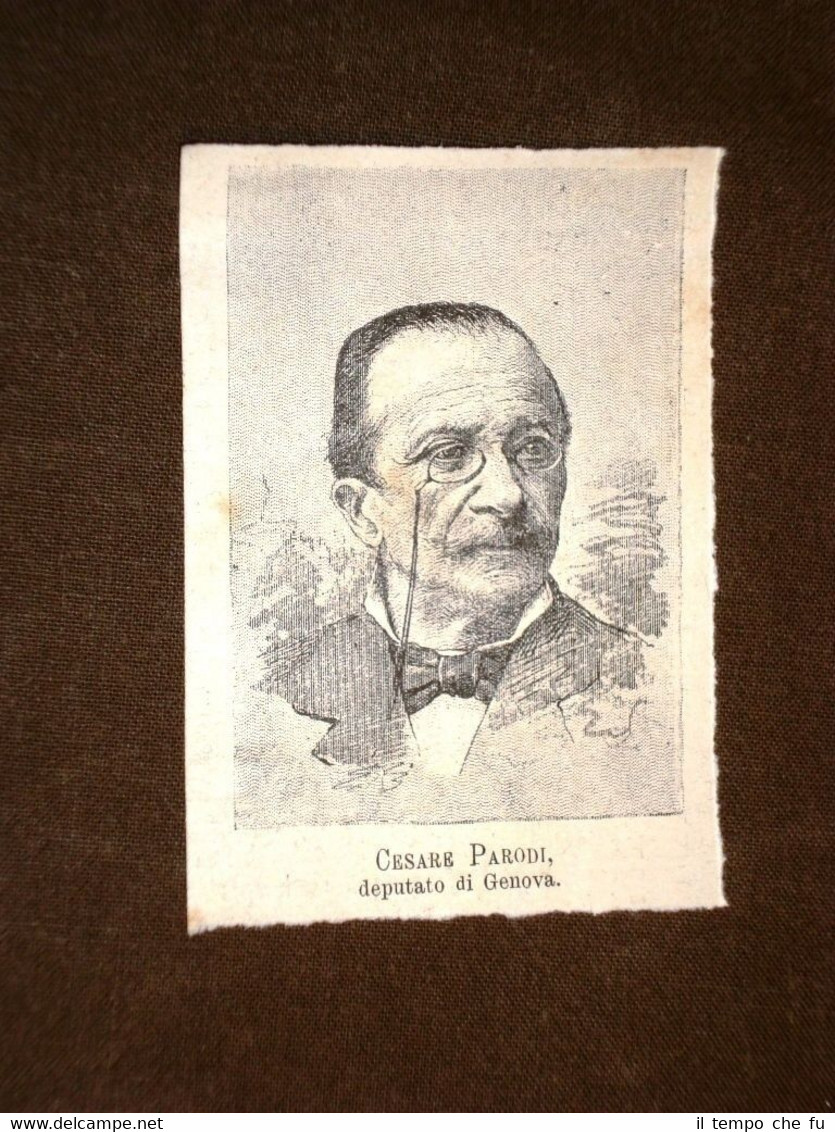 CESARE PARODI,
deputato di Genova.
www.delcampe.net
il tempo che fu